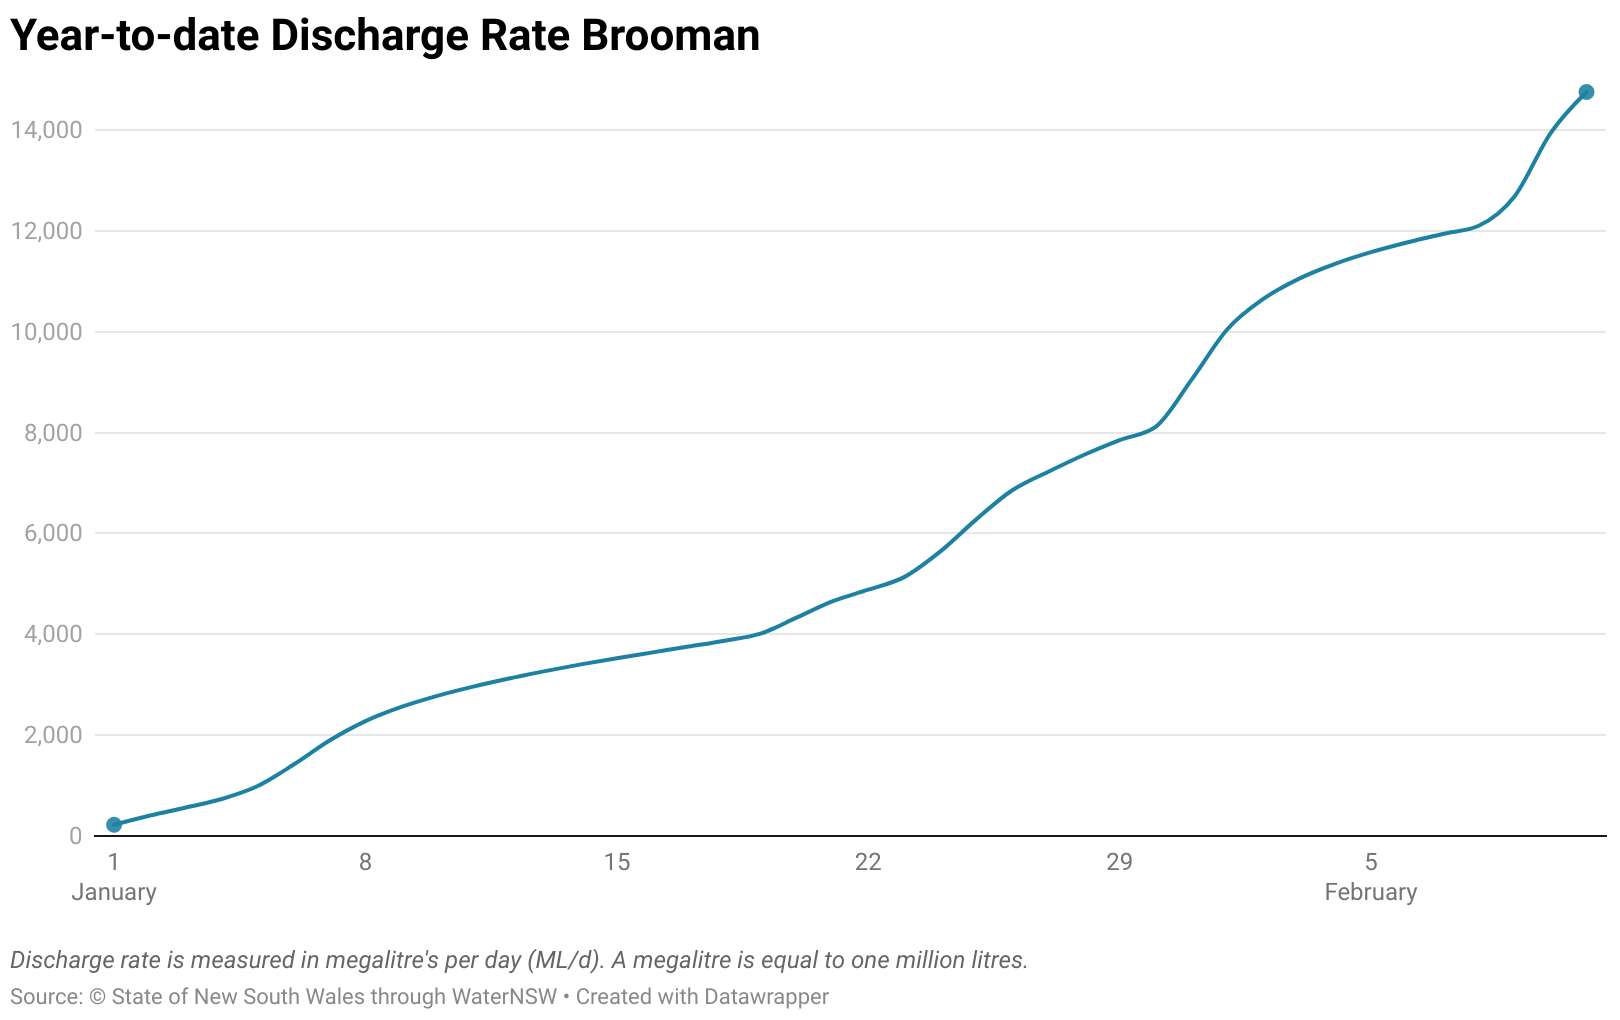 Year-to-date Discharge Rate Brooman
14,000
12,000
10,000
8,000
6,000
4,000
2,000
0
1 8 15 22 29 5
January February
Discharge rate is measured in megalitre's per day (ML/d). A megalitre is equal to one million litres.
Source: © State of New South Wales through WaterNSW • Created with Datawrapper